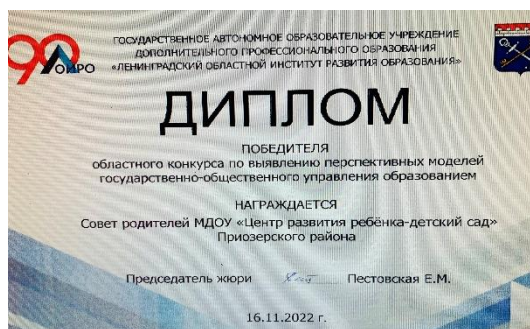 90 ЛОИРО
ГОСУДАРСТВЕННОЕ АВТОНОМНОЕ ОБРАЗОВАТЕЛЬНОЕ УЧРЕЖДЕНИЕ
ДОПОЛНИТЕЛЬНОГО ПРОФЕССИОНАЛЬНОГО ОБРАЗОВАНИЯ
«ЛЕНИНГРАДСКИЙ ОБЛАСТНОЙ ИНСТИТУТ РАЗВИТИЯ ОБРАЗОВАНИЯ»
ДИПЛОМ
ПОБЕДИТЕЛЯ
областного конкурса по выявлению перспективных моделей
государственно-общественного управления образованием
НАГРАЖДАЕТСЯ
Совет родителей МДОУ «Центр развития ребёнка-детский сад»
Приозерского района
Председатель жюри Пестовская Е.М.
16.11.2022 г.